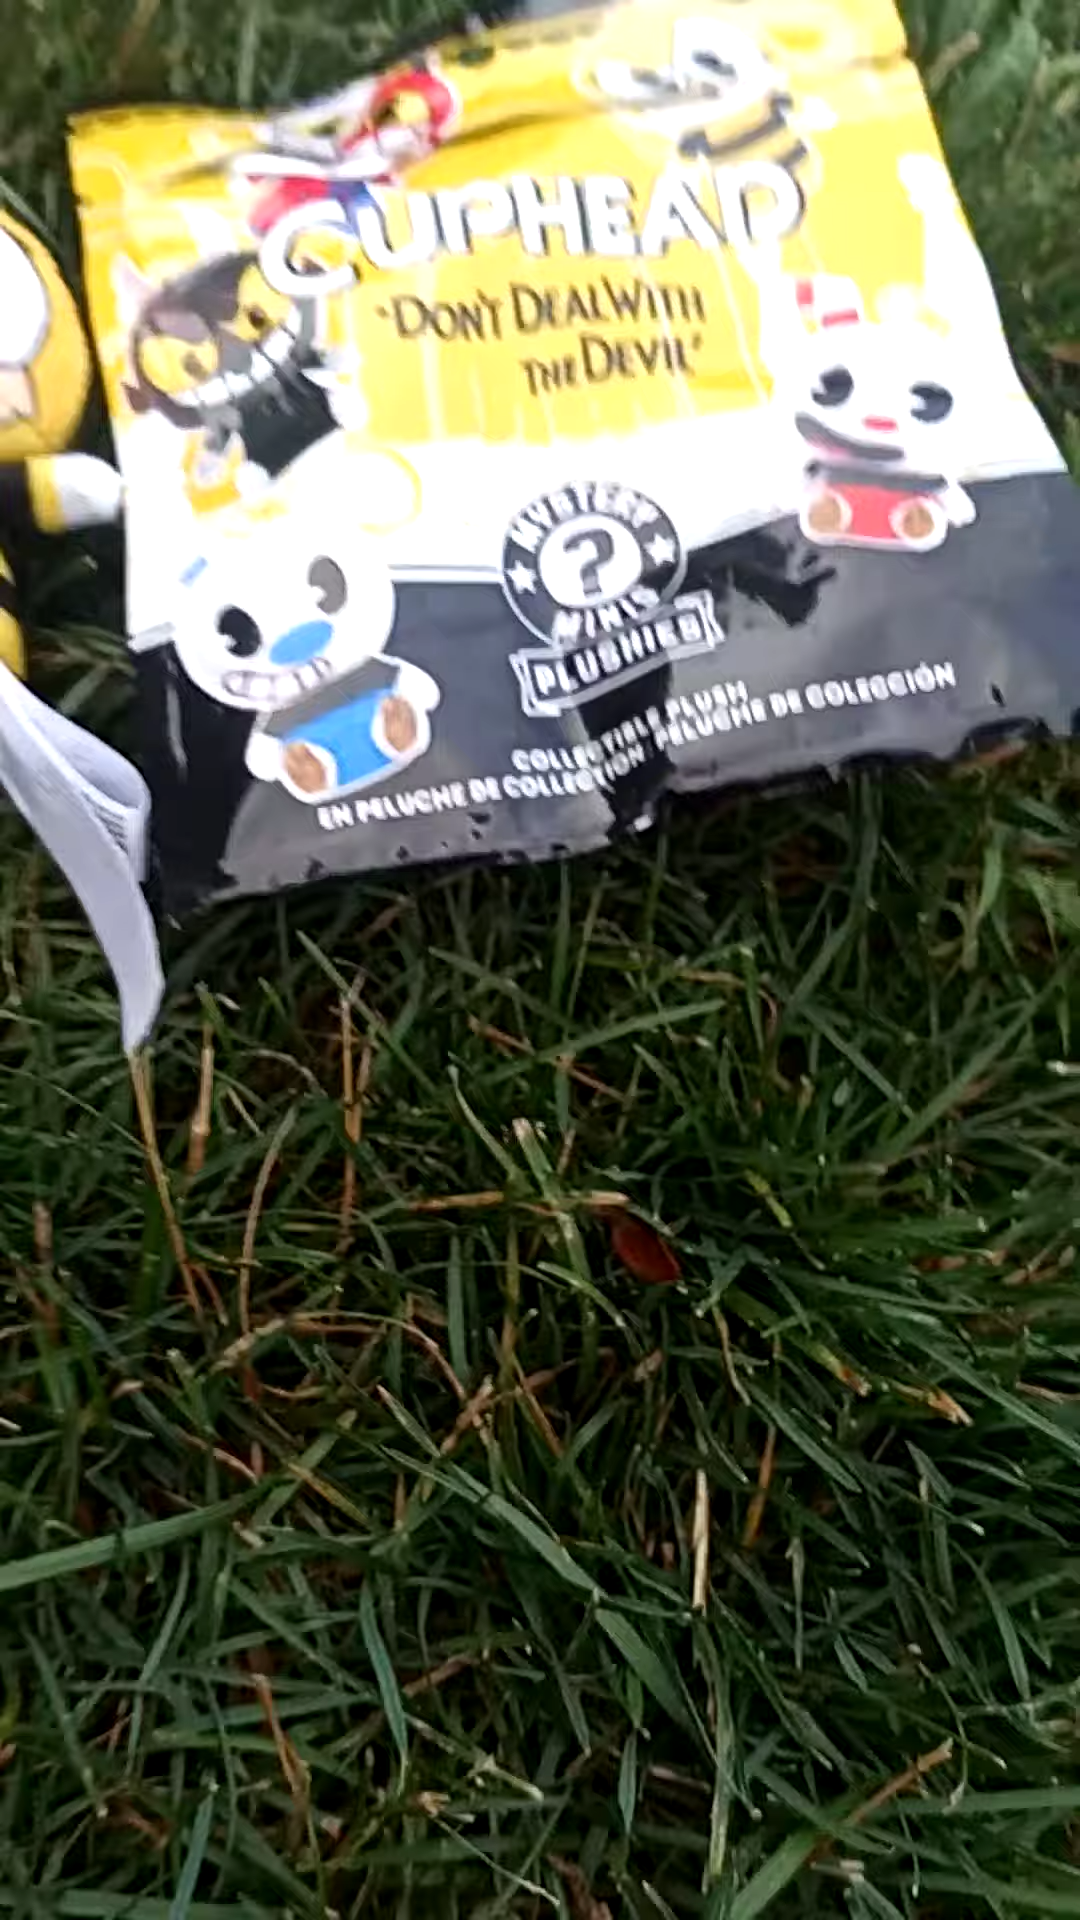 CUPHEAD
"DON'T DEAL WITH
THE DEVIL"
MYSTERY
?
MINIS
PLUSHIES
COLLECTIBLE PLUSH
EN PELUCHE DE COLLECTION · PELUCHE DE COLECCIÓN